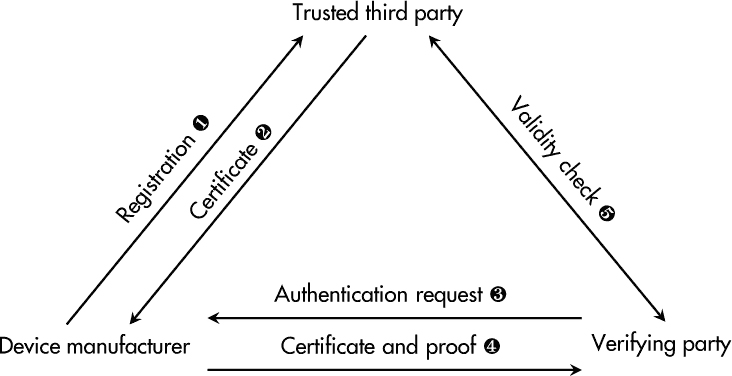 Trusted third party
Registration ❶
Certificate ❷
Validity check ❺
Authentication request ❸
Device manufacturer
Certificate and proof ❹
Verifying party